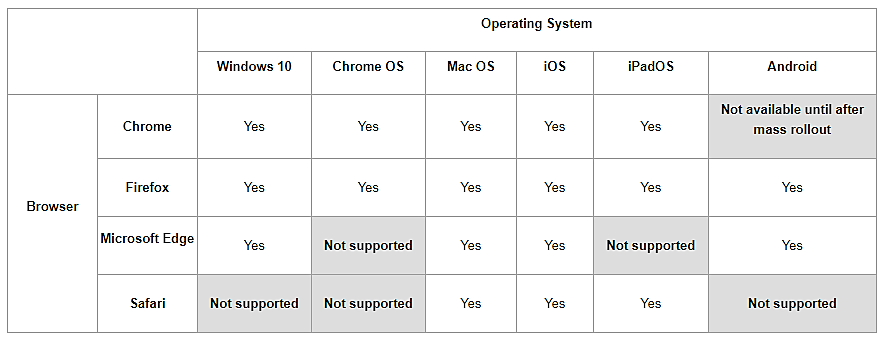 Operating System
Windows 10 Chrome OS Mac OS iOS iPadOS Android
Browser
Chrome Yes Yes Yes Yes Yes Not available until after
mass rollout
Firefox Yes Yes Yes Yes Yes Yes
Microsoft Edge Yes Not supported Yes Yes Not supported Yes
Safari Not supported Not supported Yes Yes Yes Not supported